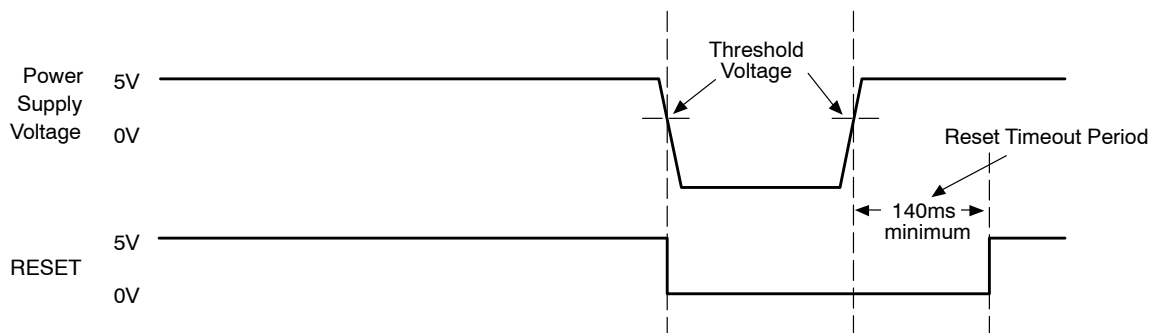 Threshold
Voltage
Power
Supply
Voltage
5V
0V
Reset Timeout Period
140ms
minimum
RESET
5V
0V